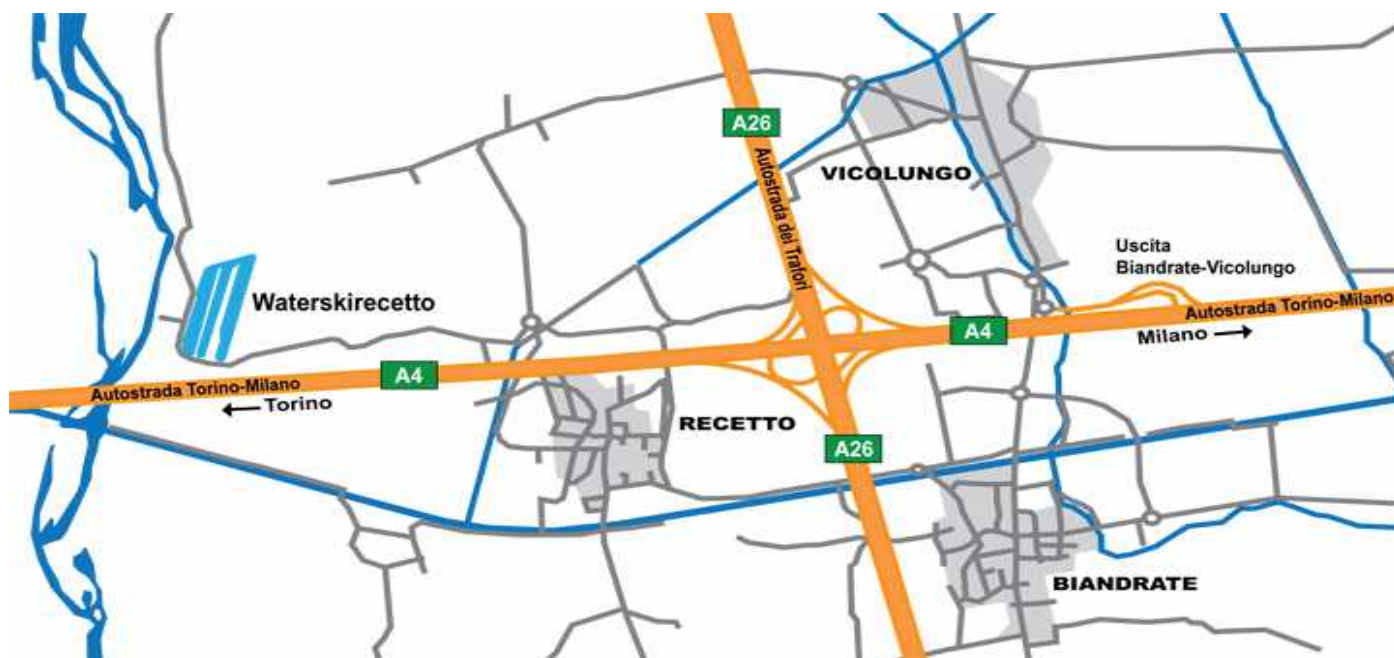 A26
Autostrada dei Trafori
VICOLUNGO
Uscita
Biandrate-Vicolungo
Waterskirecetto
Autostrada Torino-Milano
A4
Milano →
A4
Autostrada Torino-Milano
← Torino
RECETTO
A26
BIANDRATE